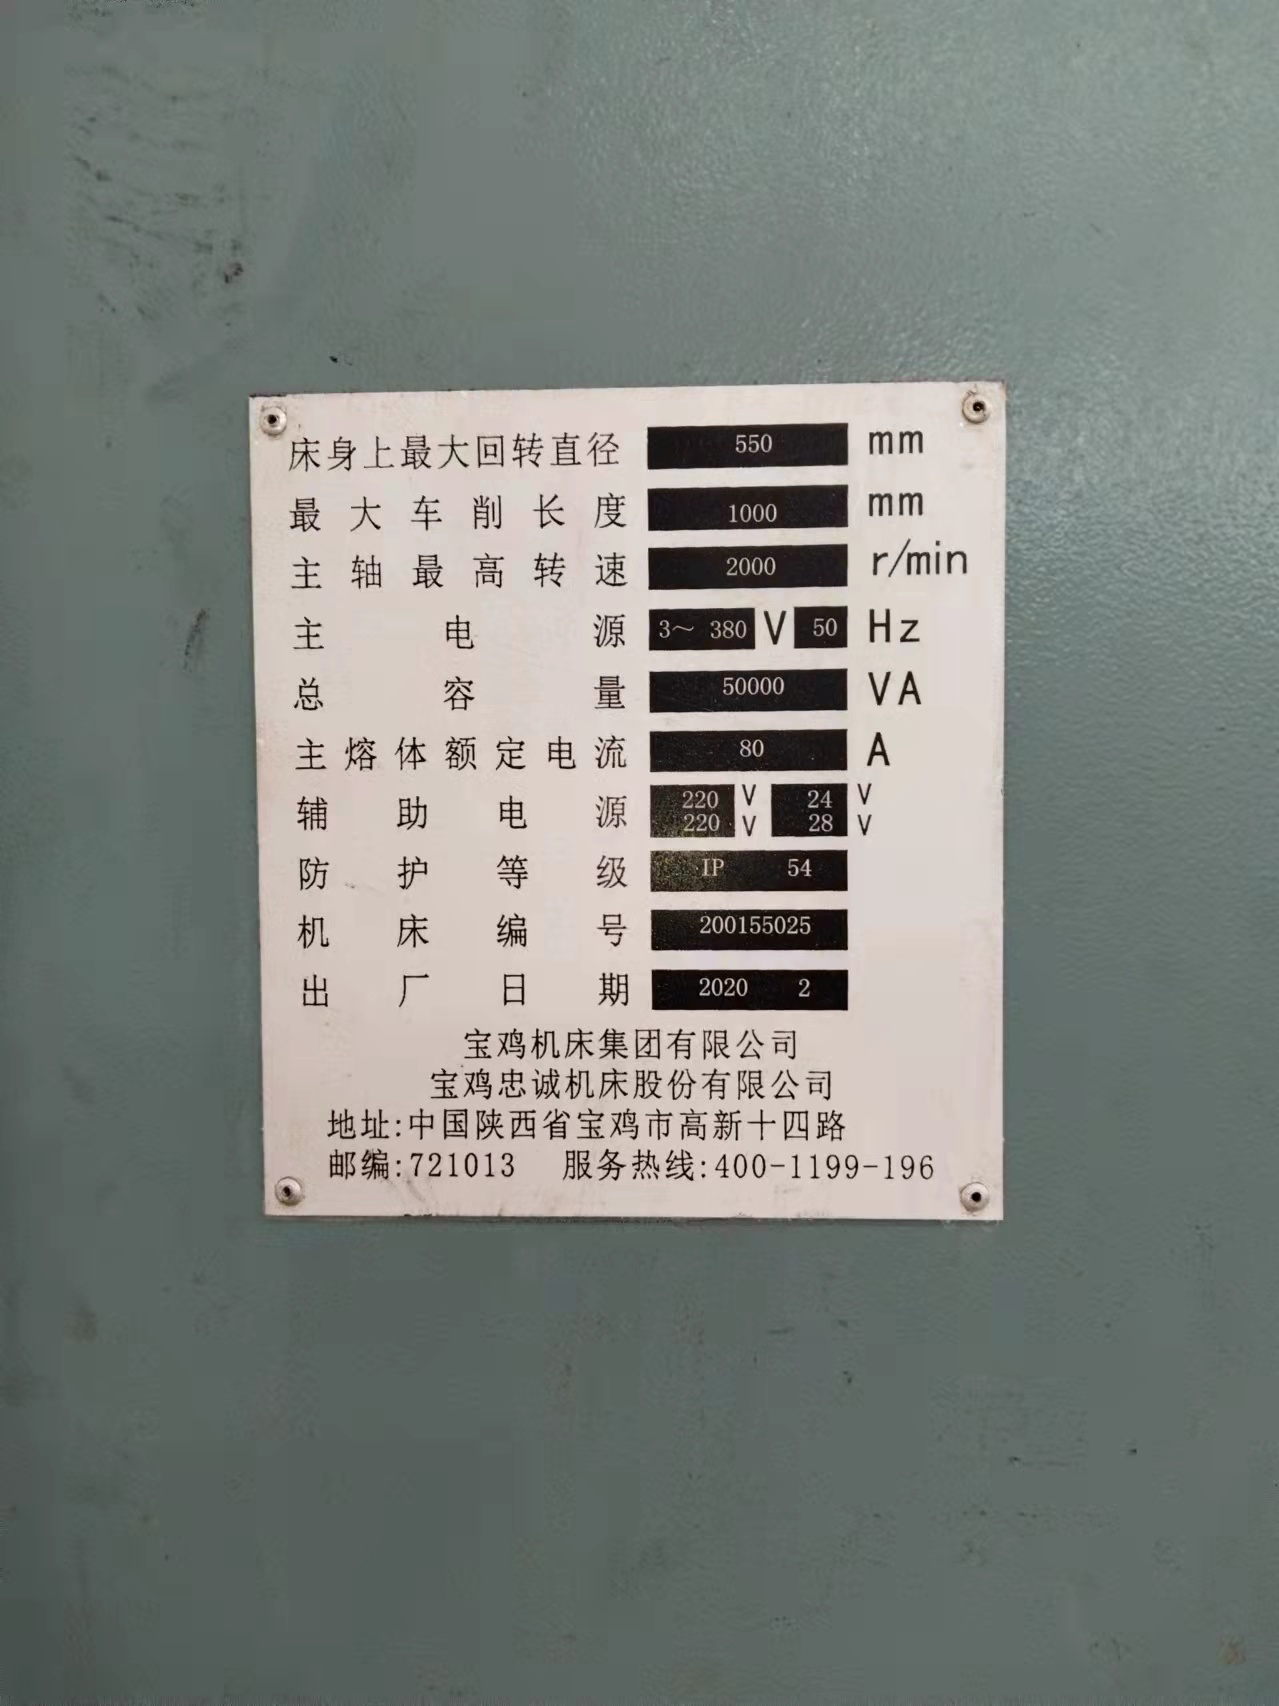 床身上最大回转直径 550 mm
最大车削长度 1000 mm
主轴最高转速 2000 r/min
主电源 3～ 380 V 50 Hz
总容量 50000 VA
主熔体额定电流 80 A
辅助电源 220 V 24 V
220 V 28 V
防护等级 IP 54
机床编号 200155025
出厂日期 2020 2
宝鸡机床集团有限公司
宝鸡忠诚机床股份有限公司
地址:中国陕西省宝鸡市高新十四路
邮编:721013 服务热线:400-1199-196